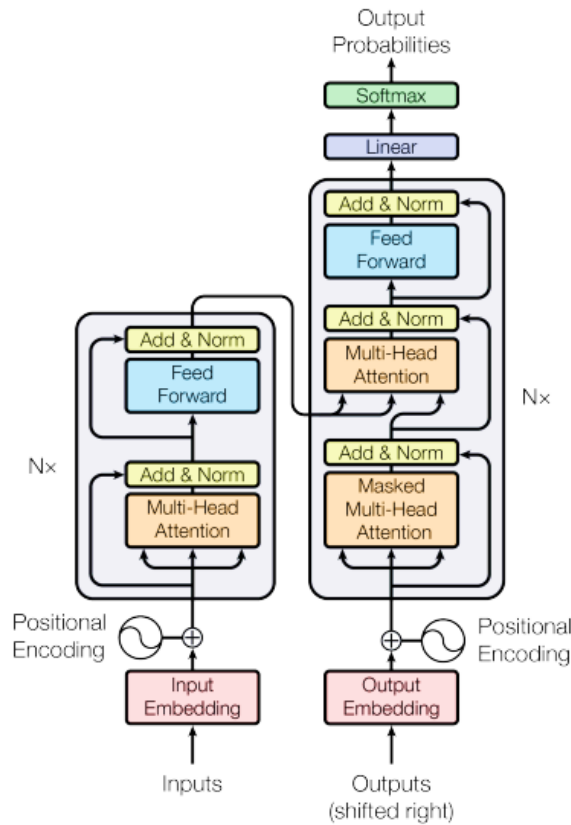 Output
Probabilities
Softmax
Linear
Add & Norm
Feed
Forward
Add & Norm
Multi-Head
Attention
Add & Norm
Masked
Multi-Head
Attention
N×
Add & Norm
Feed
Forward
Add & Norm
Multi-Head
Attention
N×
Positional
Encoding
Positional
Encoding
Input
Embedding
Output
Embedding
Inputs
Outputs
(shifted right)